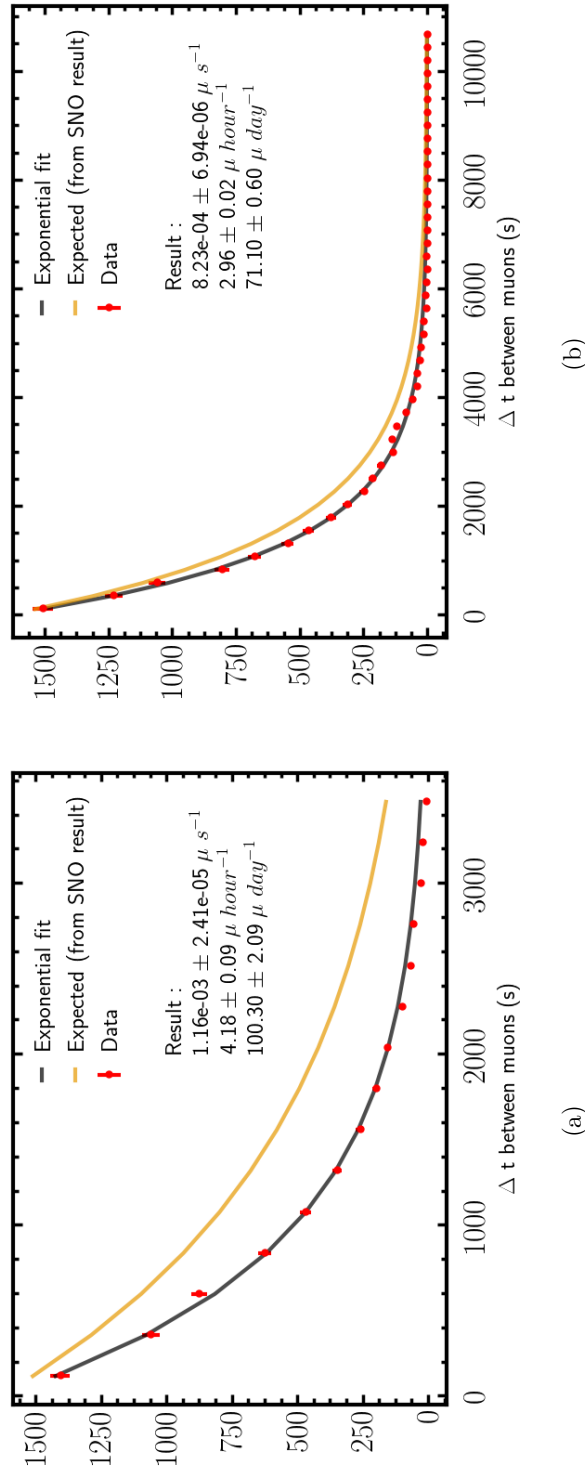 1500
1250
1000
750
500
250
0
0
1000
2000
3000
Δ t between muons (s)
Exponential fit
Expected (from SNO result)
Data
Result :
1.16e-03 ± 2.41e-05 μ s⁻¹
4.18 ± 0.09 μ hour⁻¹
100.30 ± 2.09 μ day⁻¹
(a)
1500
1250
1000
750
500
250
0
0
2000
4000
6000
8000
10000
Δ t between muons (s)
Exponential fit
Expected (from SNO result)
Data
Result :
8.23e-04 ± 6.94e-06 μ s⁻¹
2.96 ± 0.02 μ hour⁻¹
71.10 ± 0.60 μ day⁻¹
(b)